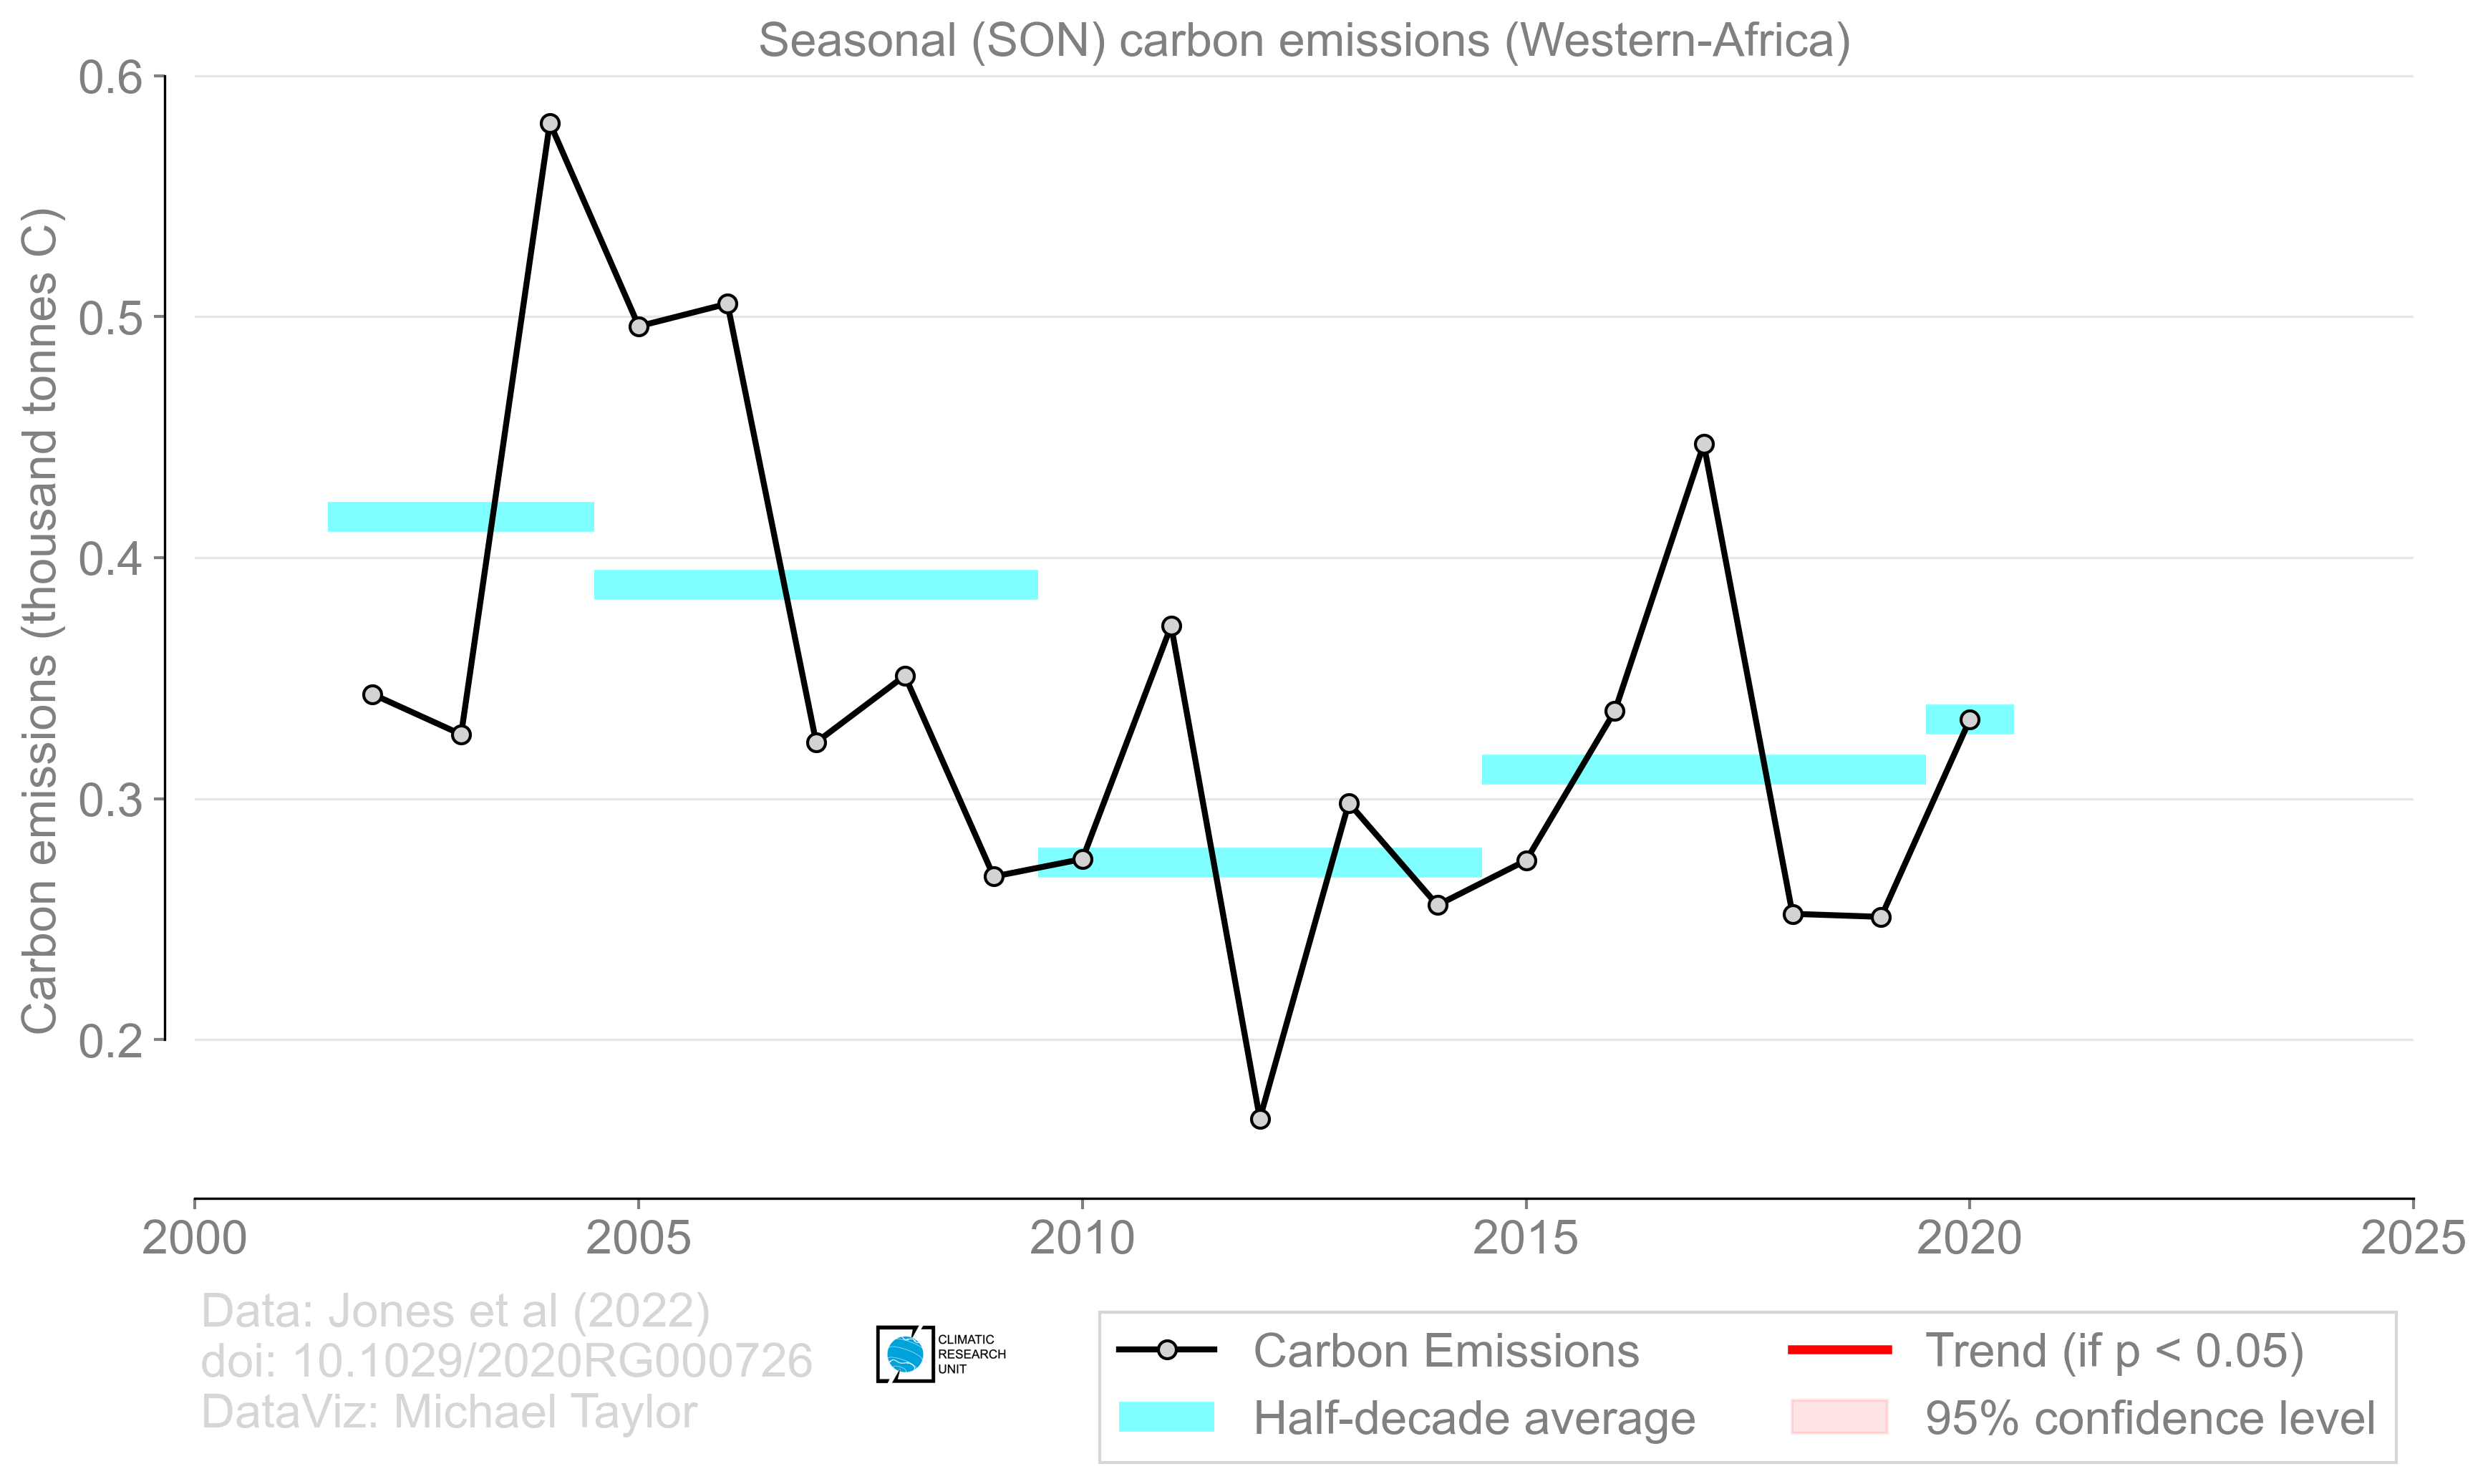 Seasonal (SON) carbon emissions (Western-Africa)
Carbon emissions (thousand tonnes C)
0.6
0.5
0.4
0.3
0.2
2000 2005 2010 2015 2020 2025
Data: Jones et al (2022)
doi: 10.1029/2020RG000726
DataViz: Michael Taylor
CLIMATIC
RESEARCH
UNIT
Carbon Emissions
Half-decade average
Trend (if p < 0.05)
95% confidence level